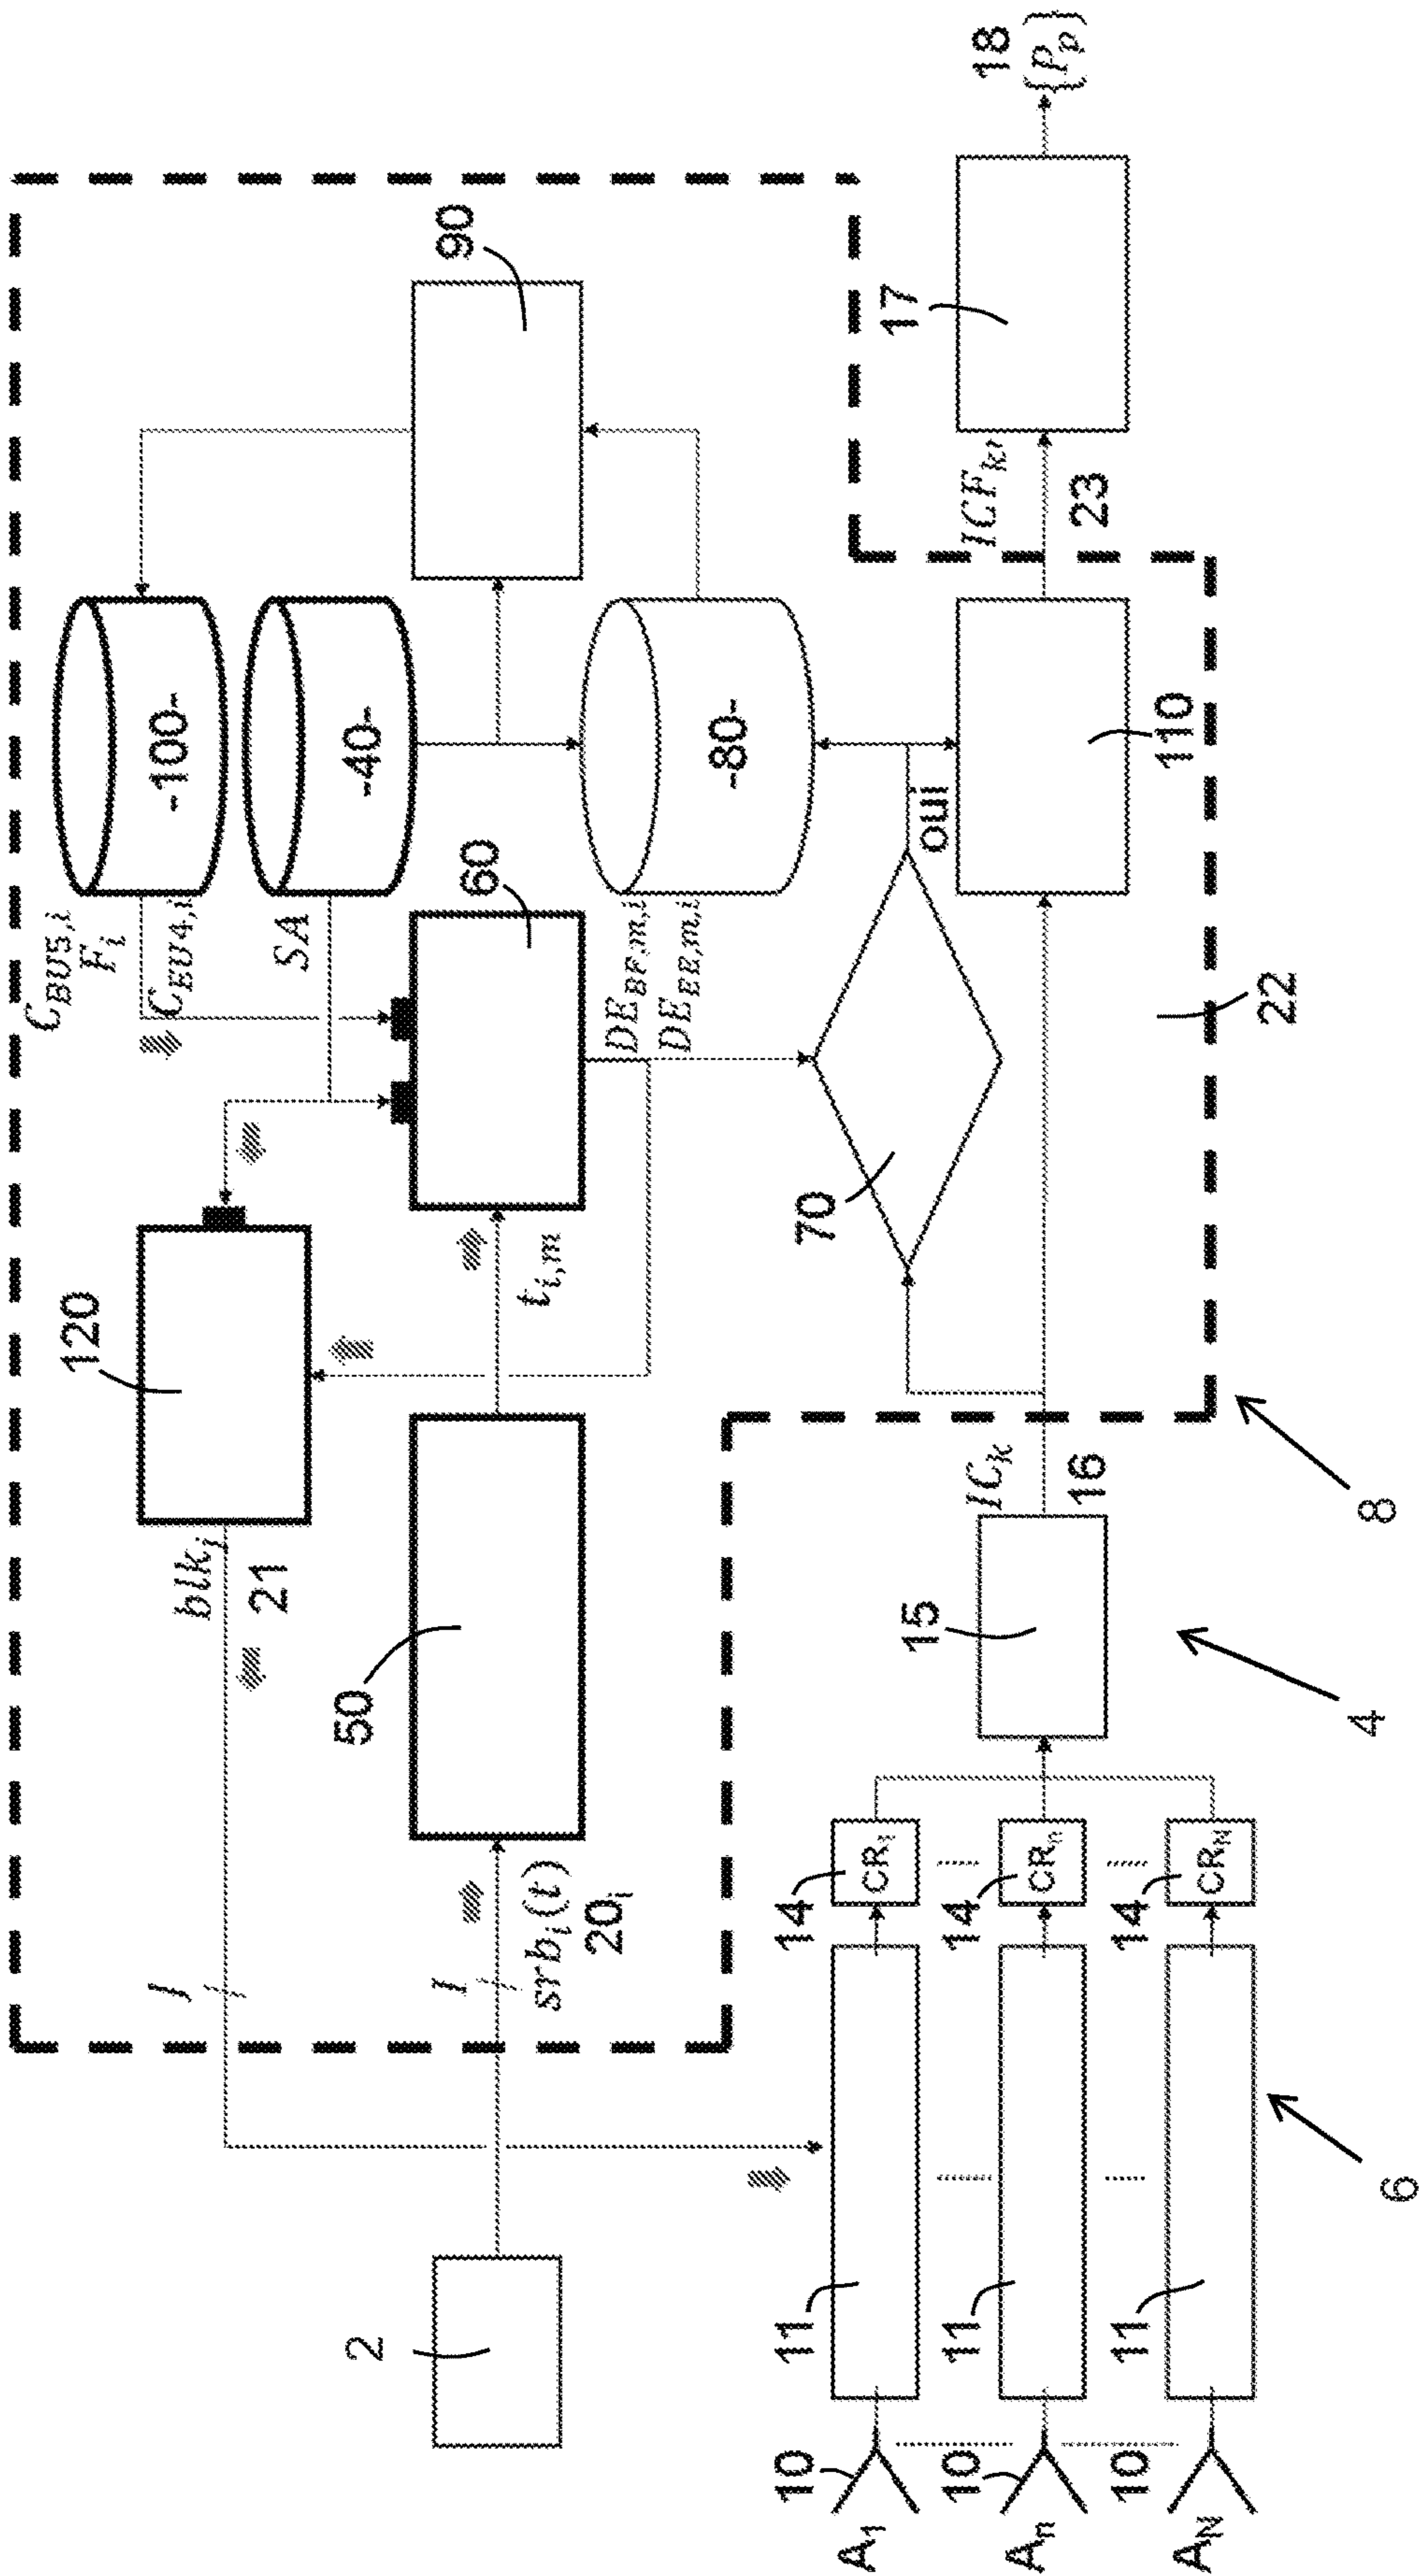 C_BU5,i
F_i
C_EU4,i
-100-
SA
-40-
90
120
60
blk_i
21
t_i,m
50
DE_BF,m,i
DE_EE,m,i
-80-
I
I
srb_i(t)
20_i
2
70
oui
17
18
{P_p}
ICF_k'
23
110
22
IC_k
16
15
8
4
6
A_1
10
11
14
CR_1
A_n
10
11
14
CR_n
A_N
10
11
14
CR_N